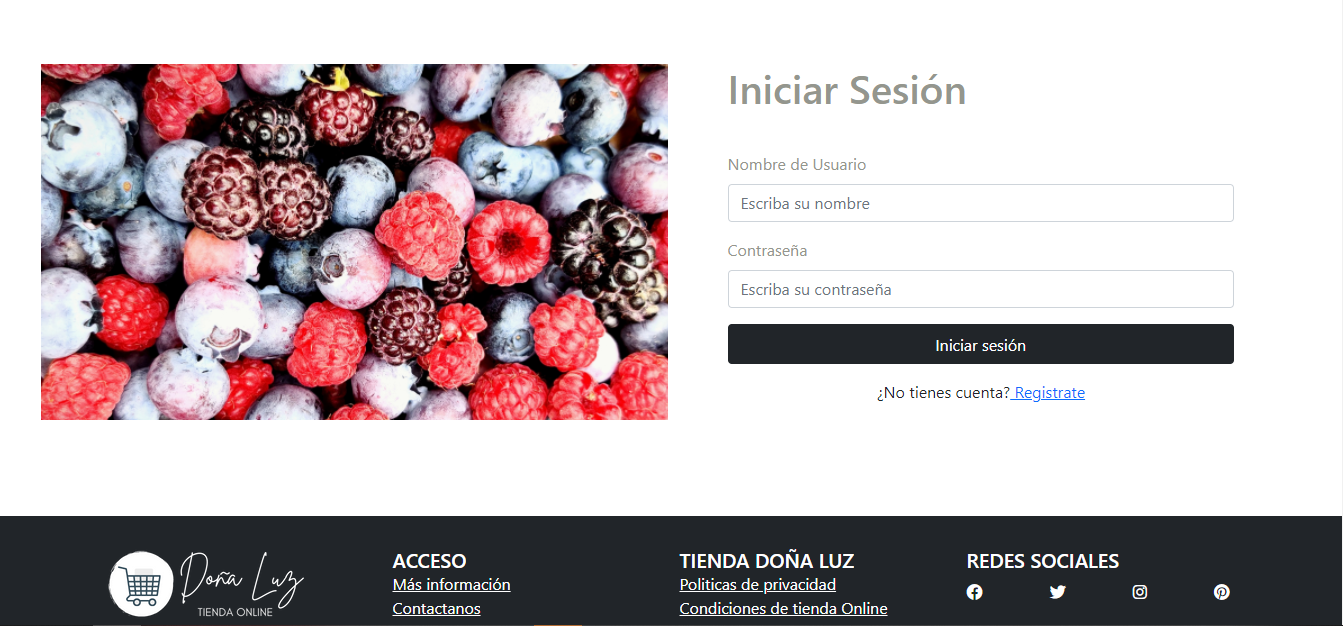 Iniciar Sesión
Nombre de Usuario
Escriba su nombre
Contraseña
Escriba su contraseña
Iniciar sesión
¿No tienes cuenta? Registrate
Doña Luz
TIENDA ONLINE
ACCESO
Más información
Contactanos
TIENDA DOÑA LUZ
Politicas de privacidad
Condiciones de tienda Online
REDES SOCIALES